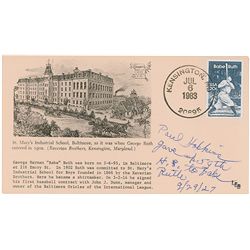 St. Mary's Industrial School, Baltimore, as it was when George Ruth
entered in 1902. (Xaverian Brothers, Kensington, Maryland.)
George Herman "Babe" Ruth was born on 2-6-95, in Baltimore
at 216 Emory St. In 1902 Ruth was committed to St. Mary's
Industrial School for Boys founded in 1866 by the Xaverian
Brothers. Here he became a shirtmaker. On 2-14-14 he signed
his first baseball contract with John J. Dunn, manager and
owner of the Baltimore Orioles of the International League.
KENSINGTON,
JUL
6
1983
20895
Babe Ruth
USA 20c
Paul Hopkins
gave up 59th
H.R. to Babe
Ruth
9/29/27